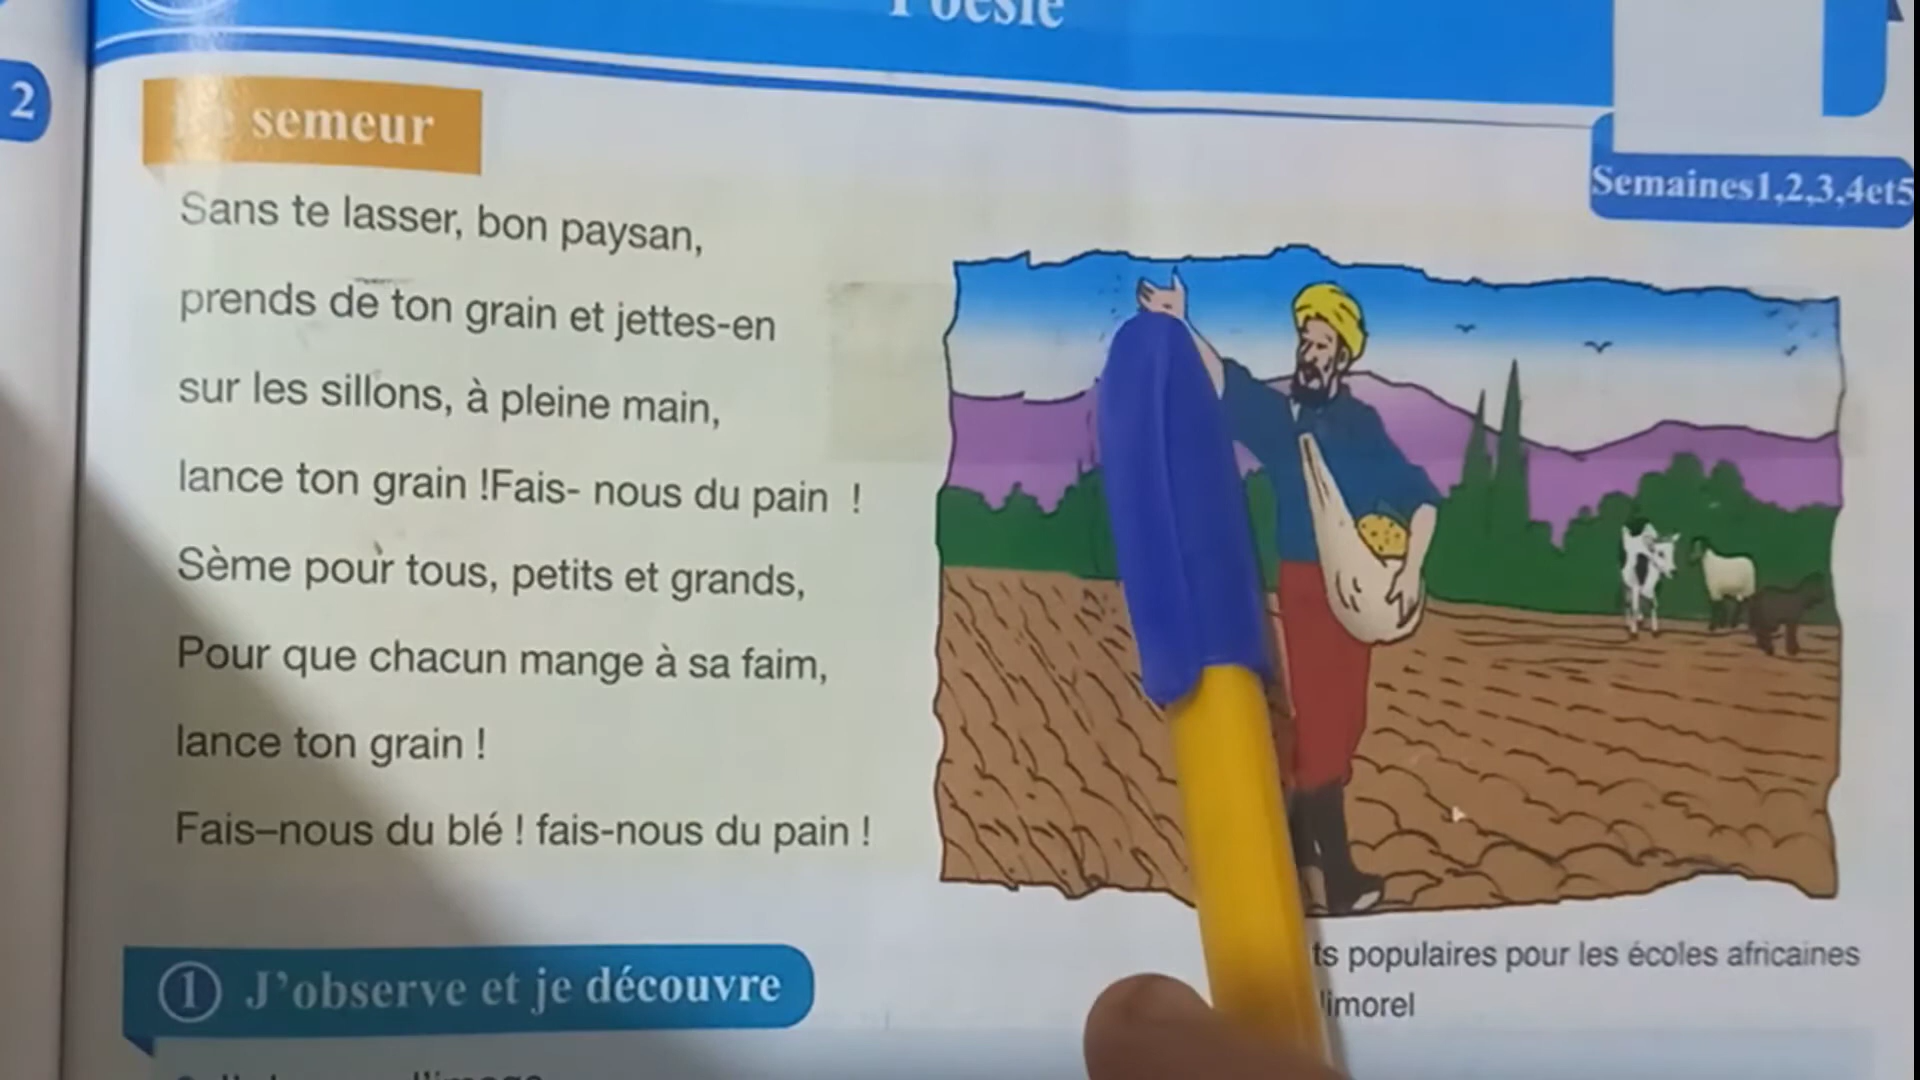 Poésie
2
semeur
Semaines1,2,3,4et5
Sans te lasser, bon paysan,
prends de ton grain et jettes-en
sur les sillons, à pleine main,
lance ton grain !Fais- nous du pain !
Sème pour tous, petits et grands,
Pour que chacun mange à sa faim,
lance ton grain !
Fais–nous du blé ! fais-nous du pain !
ts populaires pour les écoles africaines
limorel
1 J'observe et je découvre